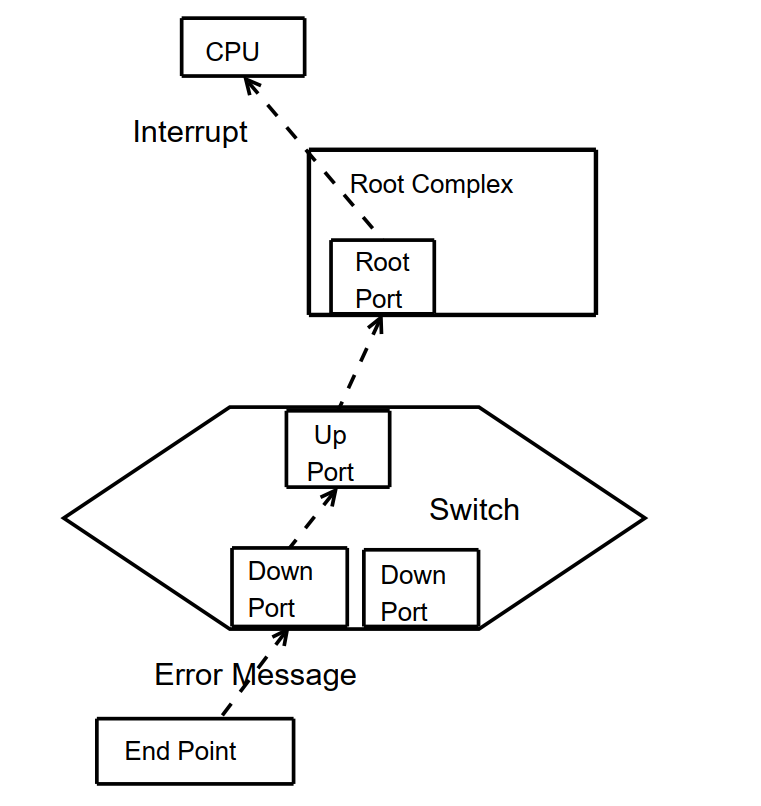 CPU
Interrupt
Root Complex
Root
Port
Up
Port
Switch
Down
Port
Down
Port
Error Message
End Point